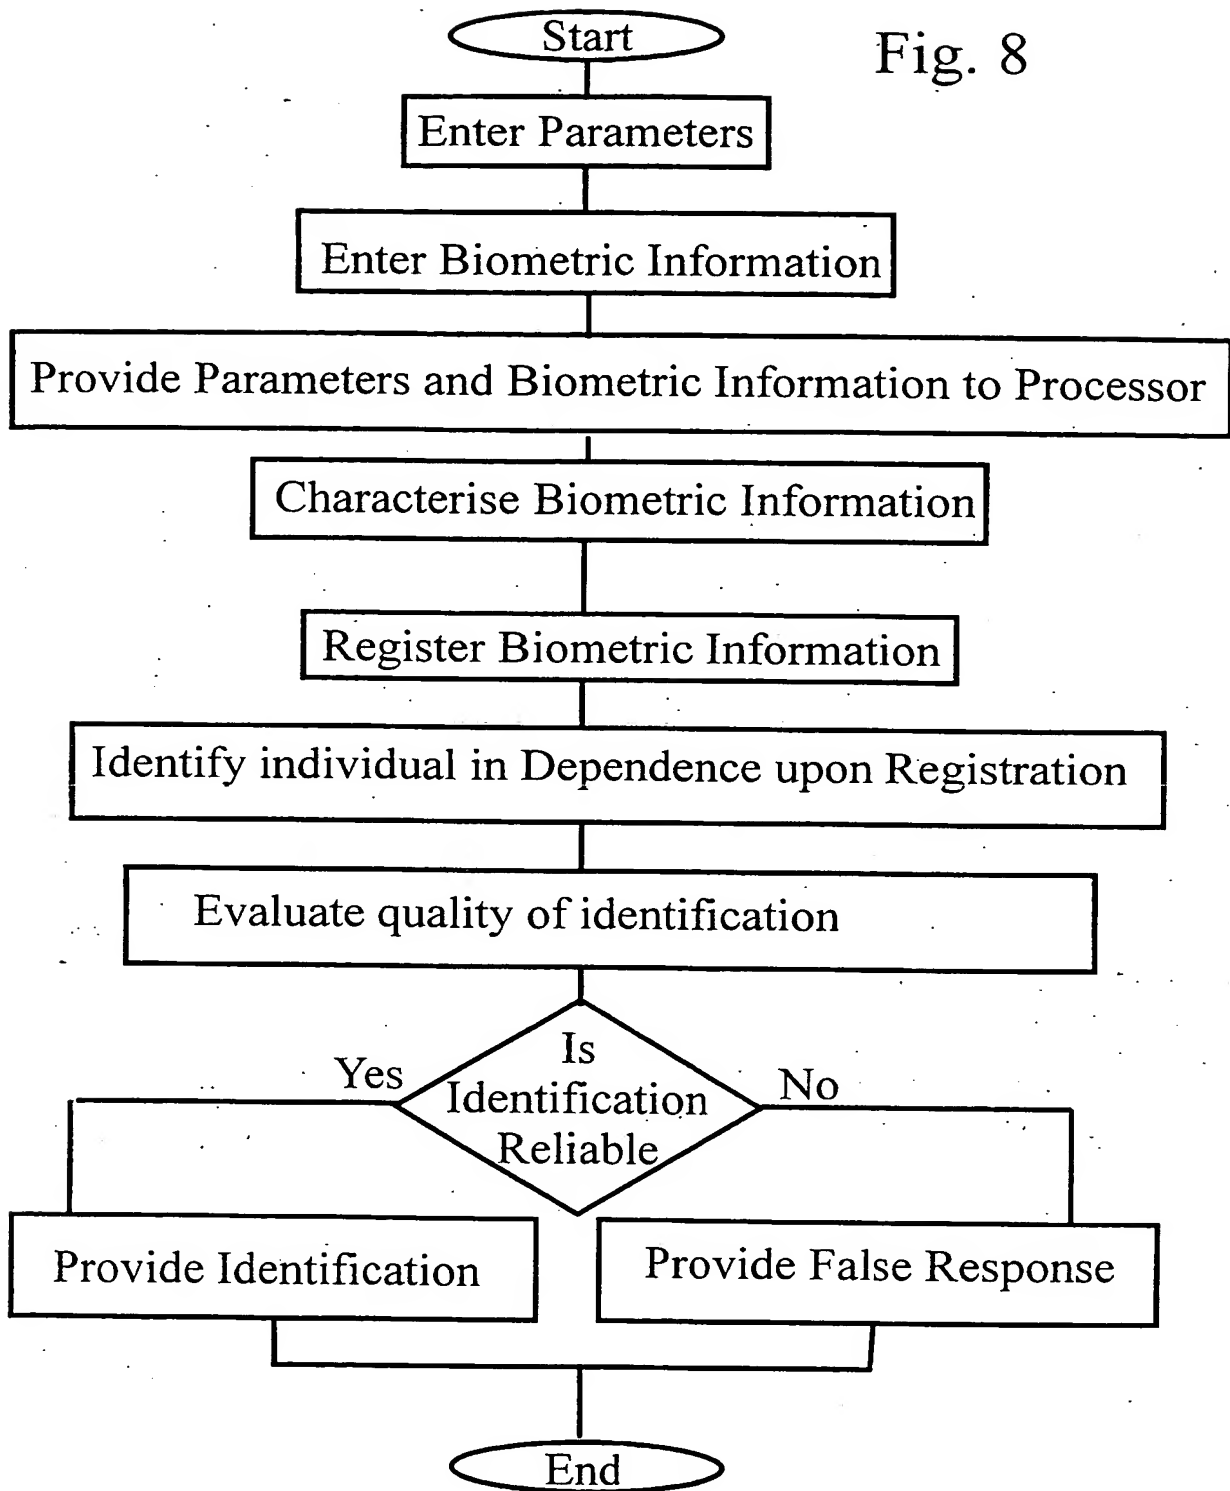 Start
Fig. 8
Enter Parameters
Enter Biometric Information
Provide Parameters and Biometric Information to Processor
Characterise Biometric Information
Register Biometric Information
Identify individual in Dependence upon Registration
Evaluate quality of identification
Is
Identification
Reliable
Yes
No
Provide Identification
Provide False Response
End